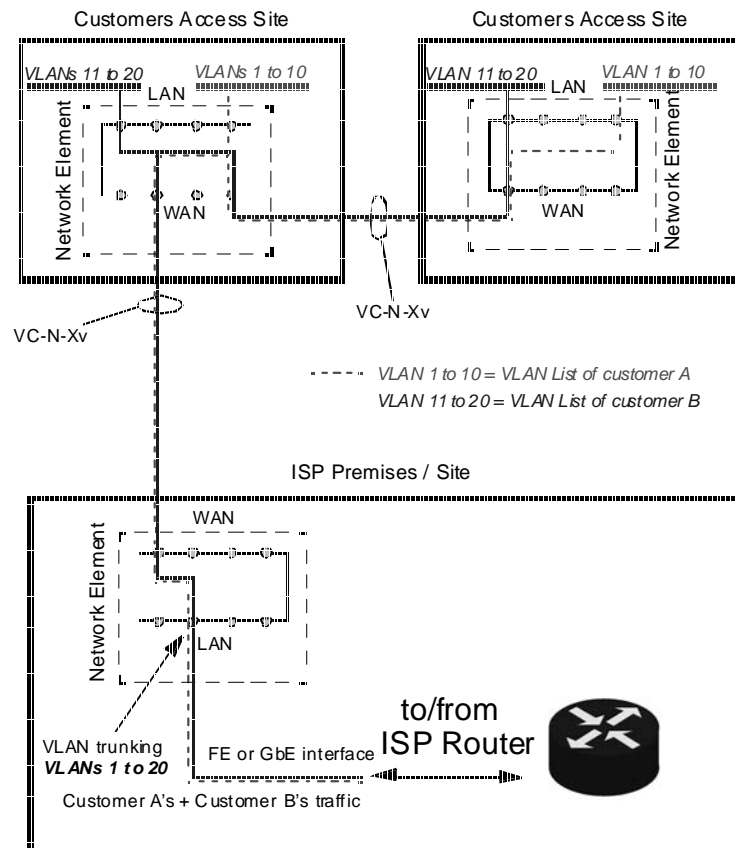 Customers Access Site
Customers Access Site
VLANs 11 to 20
VLANs 1 to 10
VLAN 11 to 20
VLAN 1 to 10
LAN
LAN
Network Element
WAN
WAN
Network Element
VC-N-Xv
VC-N-Xv
VLAN 1 to 10 = VLAN List of customer A
VLAN 11 to 20 = VLAN List of customer B
ISP Premises / Site
WAN
Network Element
LAN
to/from
ISP Router
VLAN trunking
VLANs 1 to 20
FE or GbE interface
Customer A's + Customer B's traffic